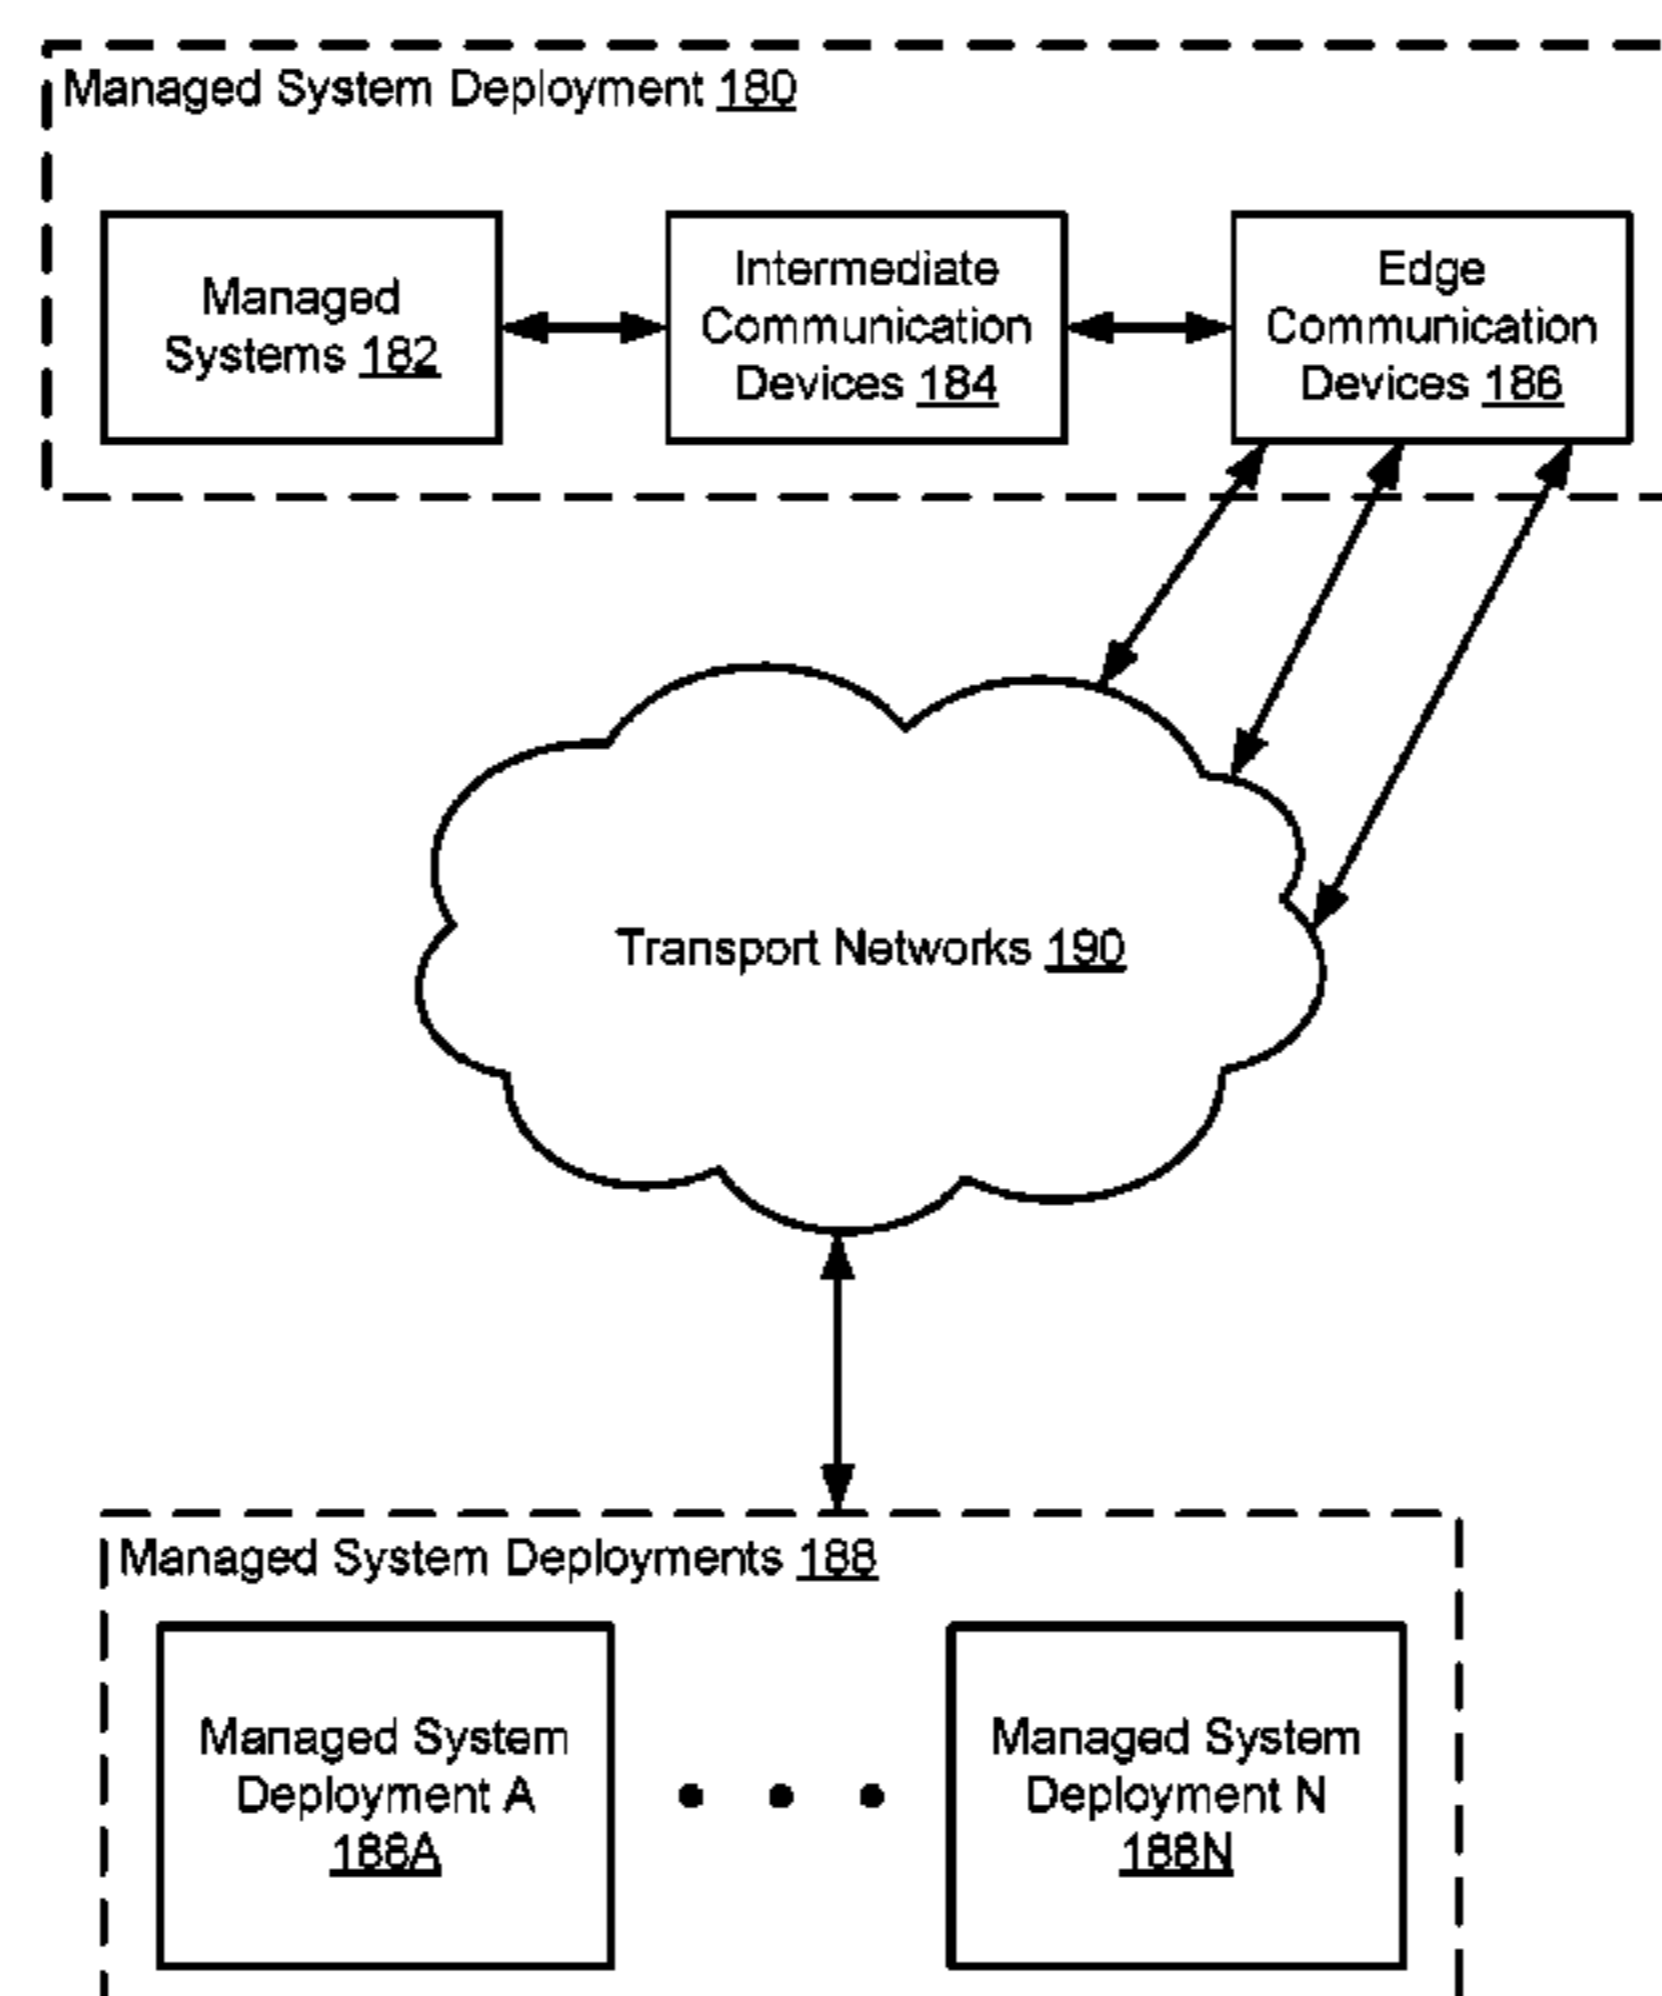 Managed System Deployment 180
Managed
Systems 182
Intermediate
Communication
Devices 184
Edge
Communication
Devices 186
Transport Networks 190
Managed System Deployments 188
Managed System
Deployment A
188A
Managed System
Deployment N
188N